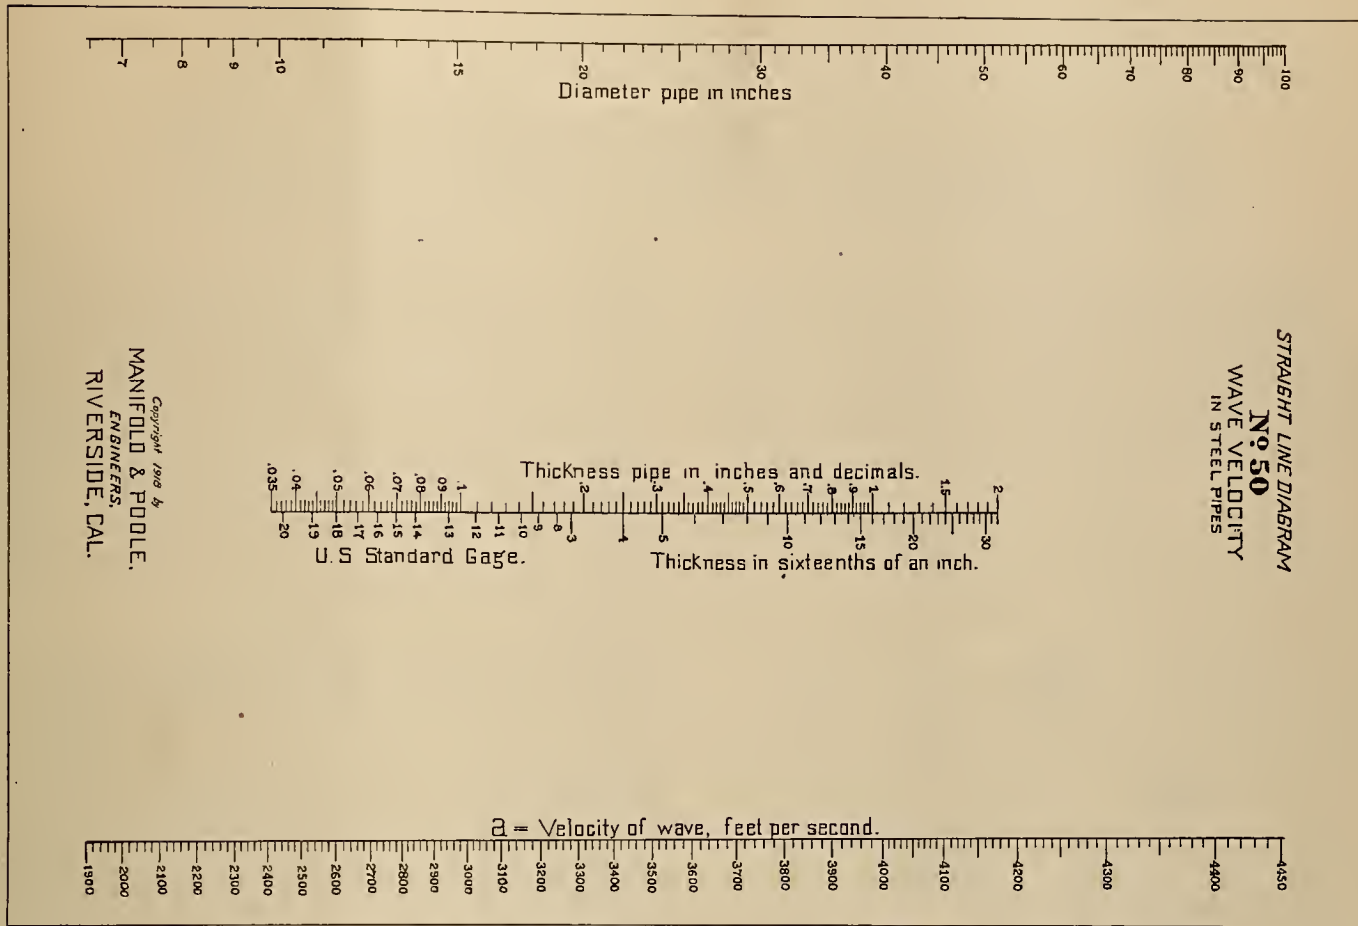 7 8 9 10 15 20 30 40 50 60 70 80 90 100
Diameter pipe in inches
STRAIGHT LINE DIAGRAM
Nº 50
WAVE VELOCITY
IN STEEL PIPES
Copyright 1918 by
MANIFOLD & POOLE,
ENGINEERS,
RIVERSIDE, CAL.
Thickness pipe in inches and decimals.
.035 .04 .05 .06 .07 .08 .09 .1 .2 .3 .4 .5 .6 .7 .8 .9 1 1.5 2
20 19 18 17 16 15 14 13 12 11 10 9 8 3 4 5 10 15 20 30
U.S Standard Gage.
Thickness in sixteenths of an inch.
a = Velocity of wave, feet per second.
1900 2000 2100 2200 2300 2400 2500 2600 2700 2800 2900 3000 3100 3200 3300 3400 3500 3600 3700 3800 3900 4000 4100 4200 4300 4400 4450